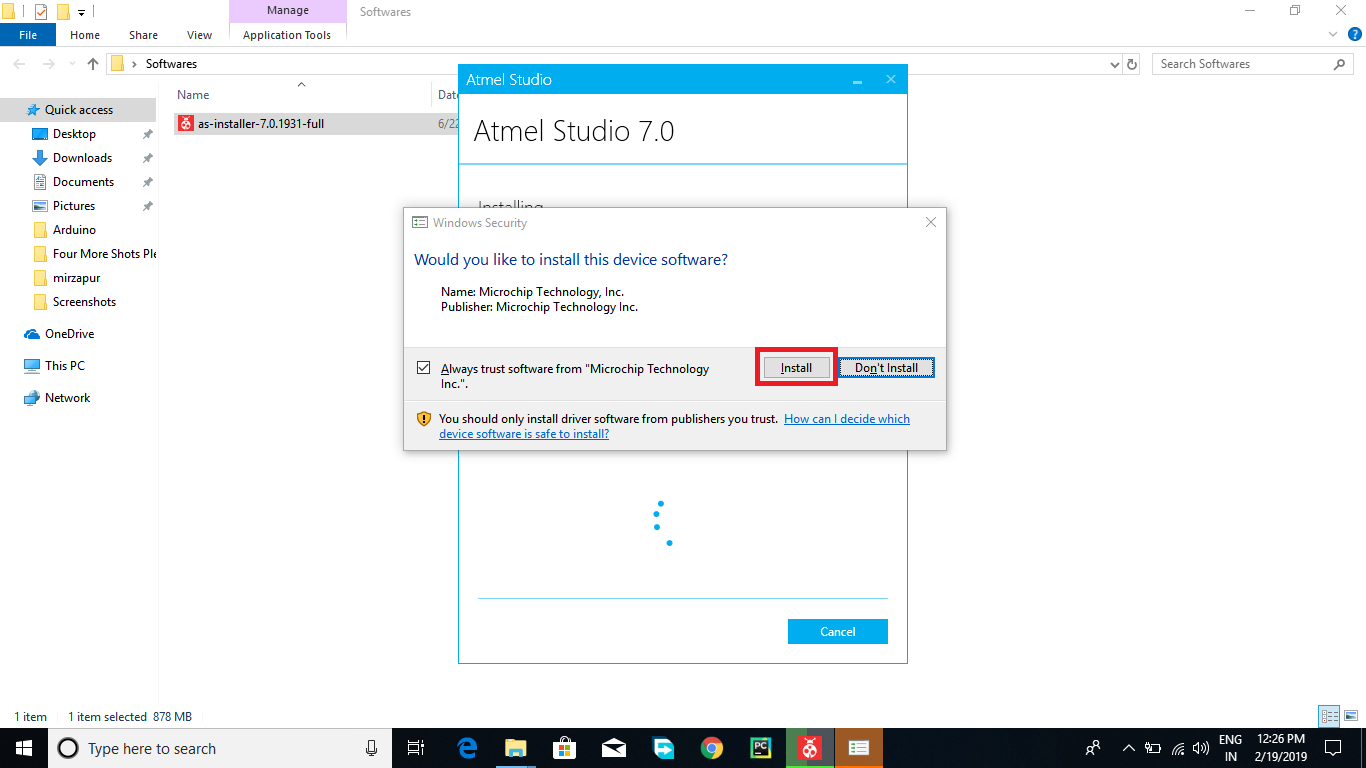 Manage
Softwares
File
Home
Share
View
Application Tools
Softwares
Search Softwares
Name
Date
Quick access
Desktop
Downloads
Documents
Pictures
Arduino
Four More Shots Ple
mirzapur
Screenshots
OneDrive
This PC
Network
as-installer-7.0.1931-full
6/22
Atmel Studio
Atmel Studio 7.0
Installing
Windows Security
Would you like to install this device software?
Name: Microchip Technology, Inc.
Publisher: Microchip Technology Inc.
Always trust software from "Microchip Technology
Inc.".
Install
Don't Install
You should only install driver software from publishers you trust. How can I decide which
device software is safe to install?
Cancel
1 item
1 item selected 878 MB
Type here to search
PC
ENG
IN
12:26 PM
2/19/2019